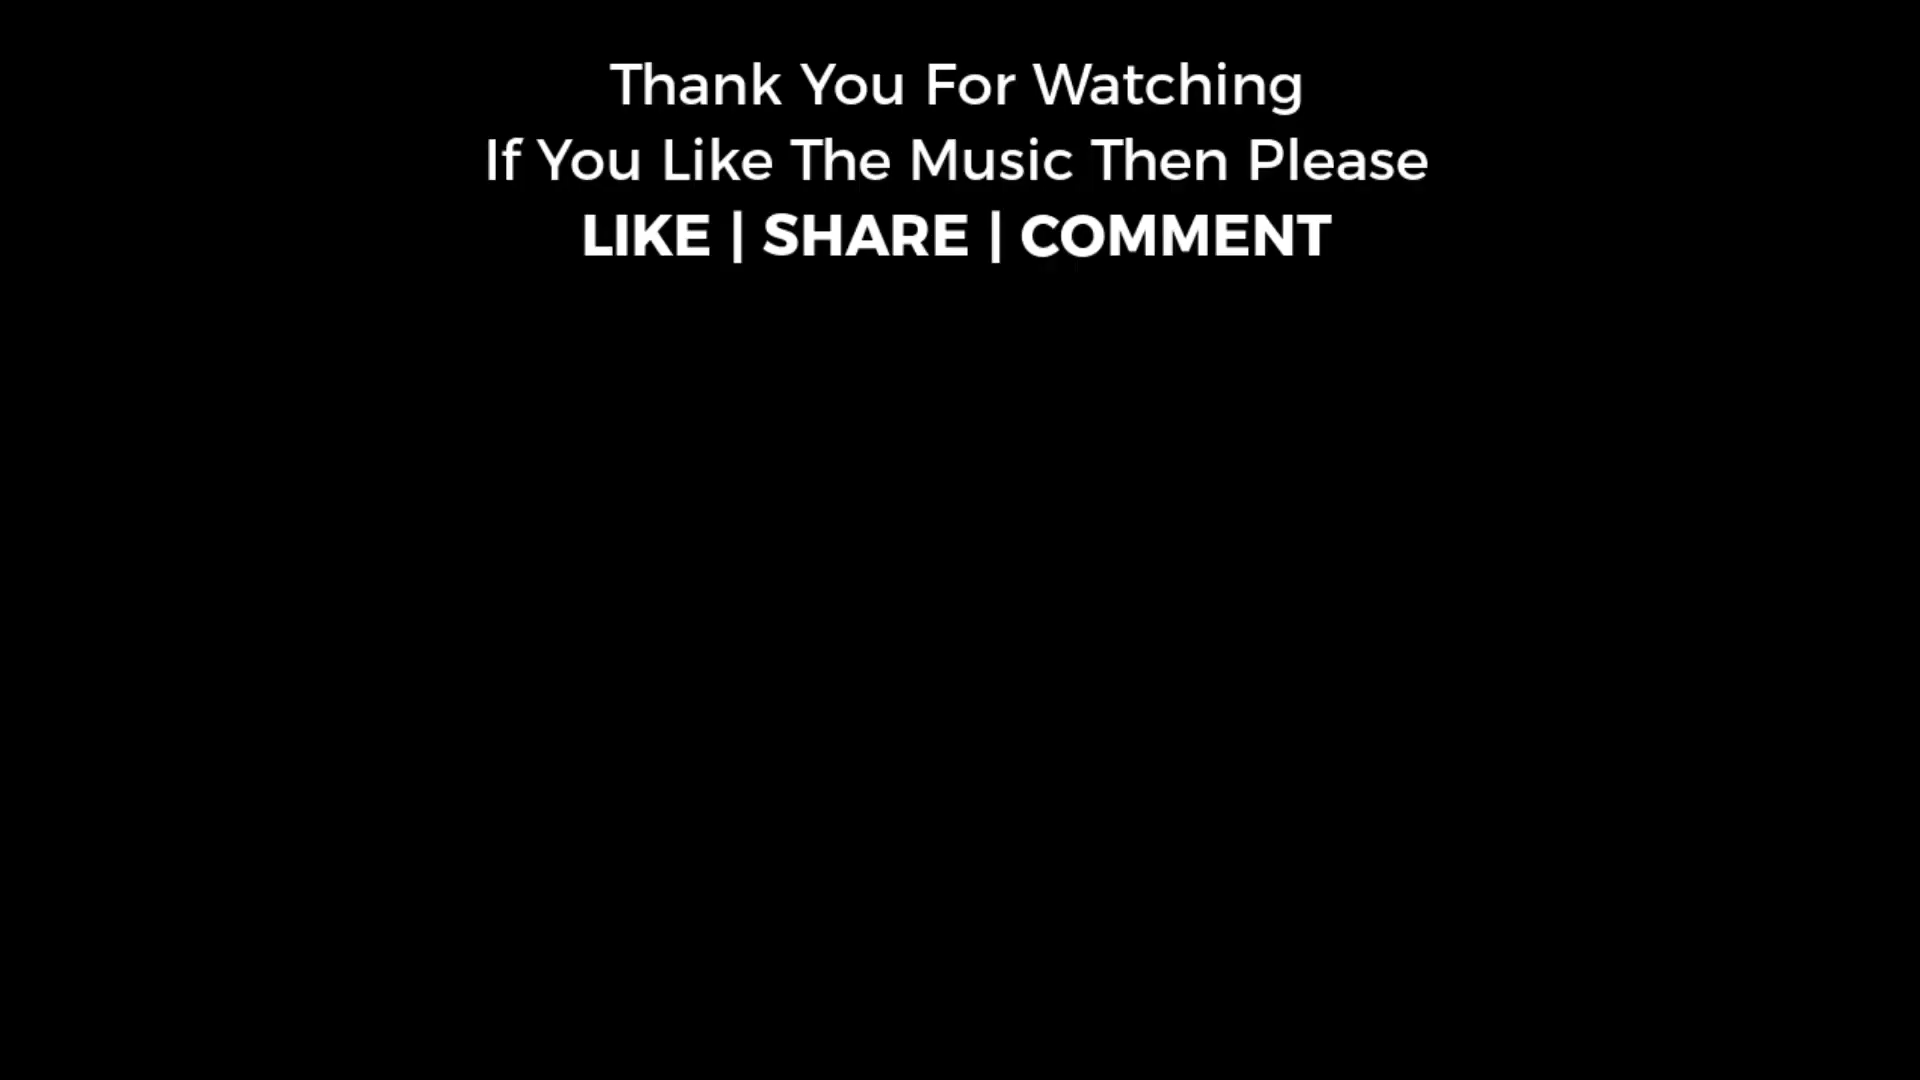 Thank You For Watching
If You Like The Music Then Please
LIKE | SHARE | COMMENT